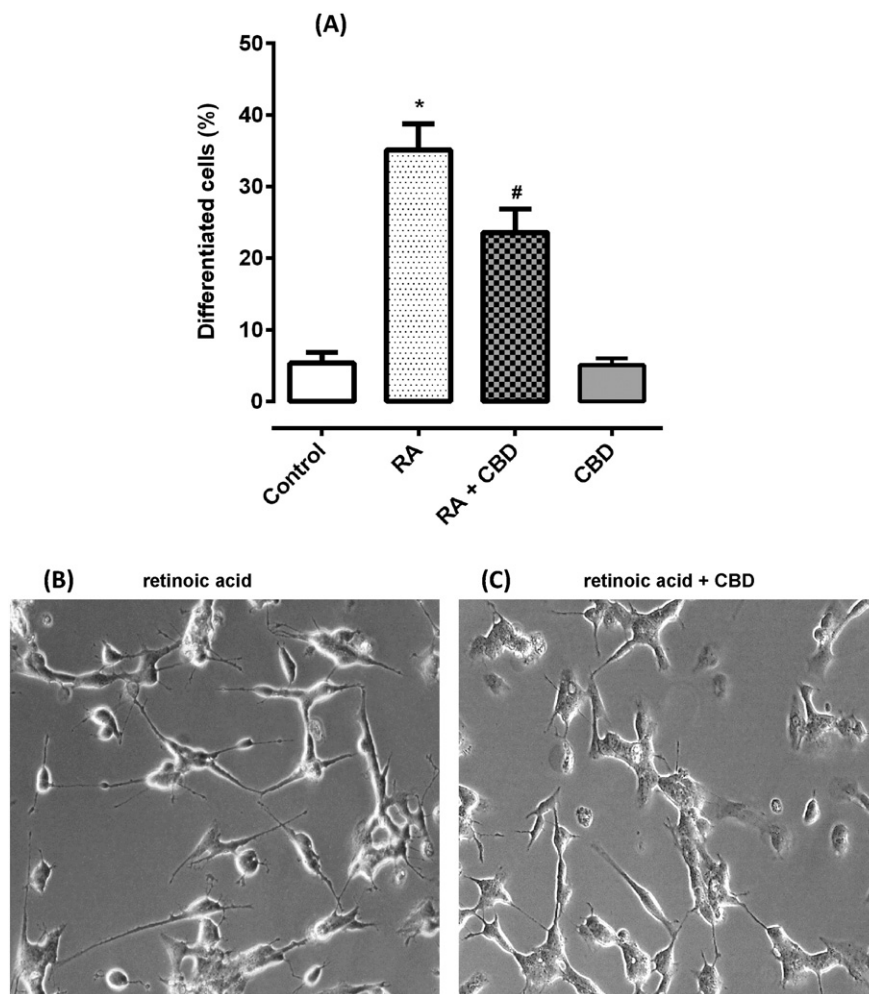 (A)
50
40
30
20
10
0
Differentiated cells (%)
*
#
Control
RA
RA + CBD
CBD
(B) retinoic acid
(C) retinoic acid + CBD